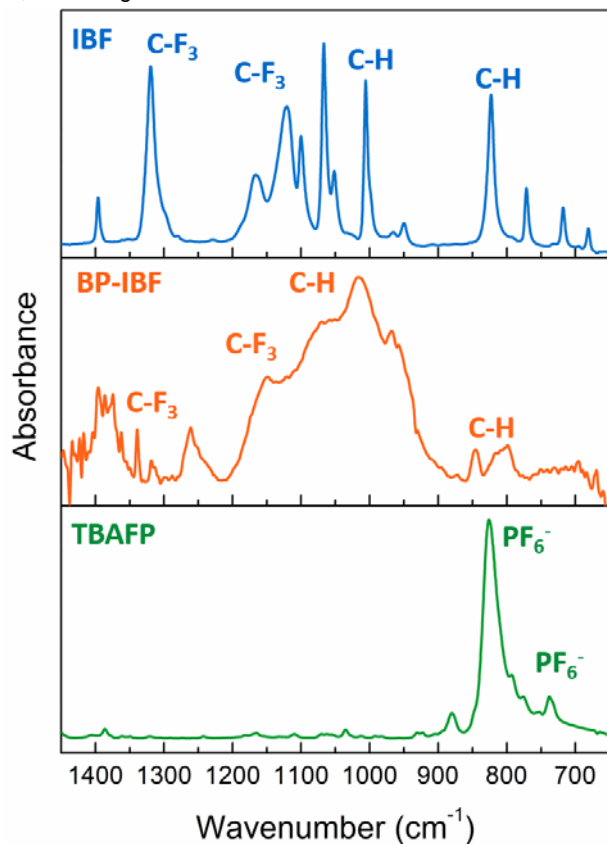 IBF
C-F₃
C-F₃
C-H
C-H
BP-IBF
C-H
C-F₃
C-F₃
C-H
Absorbance
TBAFP
PF₆⁻
PF₆⁻
1400 1300 1200 1100 1000 900 800 700
Wavenumber (cm⁻¹)